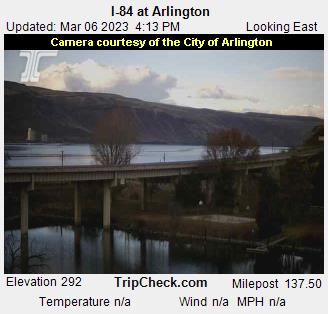 I-84 at Arlington
Updated: Mar 06 2023 4:13 PM Looking East
Camera courtesy of the City of Arlington
Elevation 292 TripCheck.com Milepost 137.50
Temperature n/a Wind n/a MPH n/a